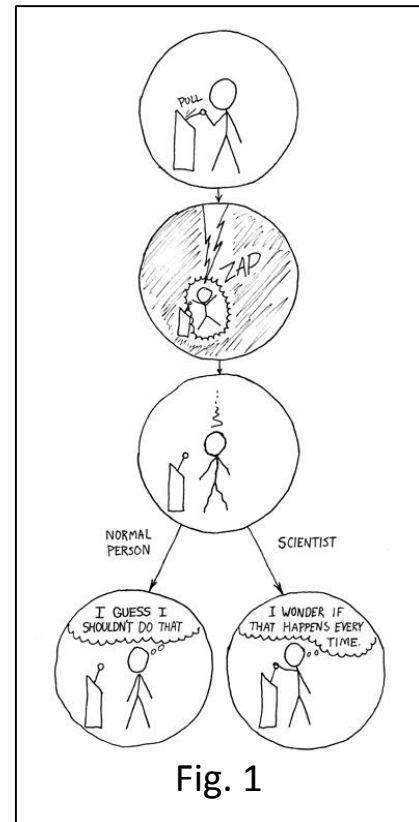 PULL
ZAP
NORMAL
PERSON
SCIENTIST
I GUESS I
SHOULDN'T DO THAT
I WONDER IF
THAT HAPPENS EVERY
TIME.
Fig. 1